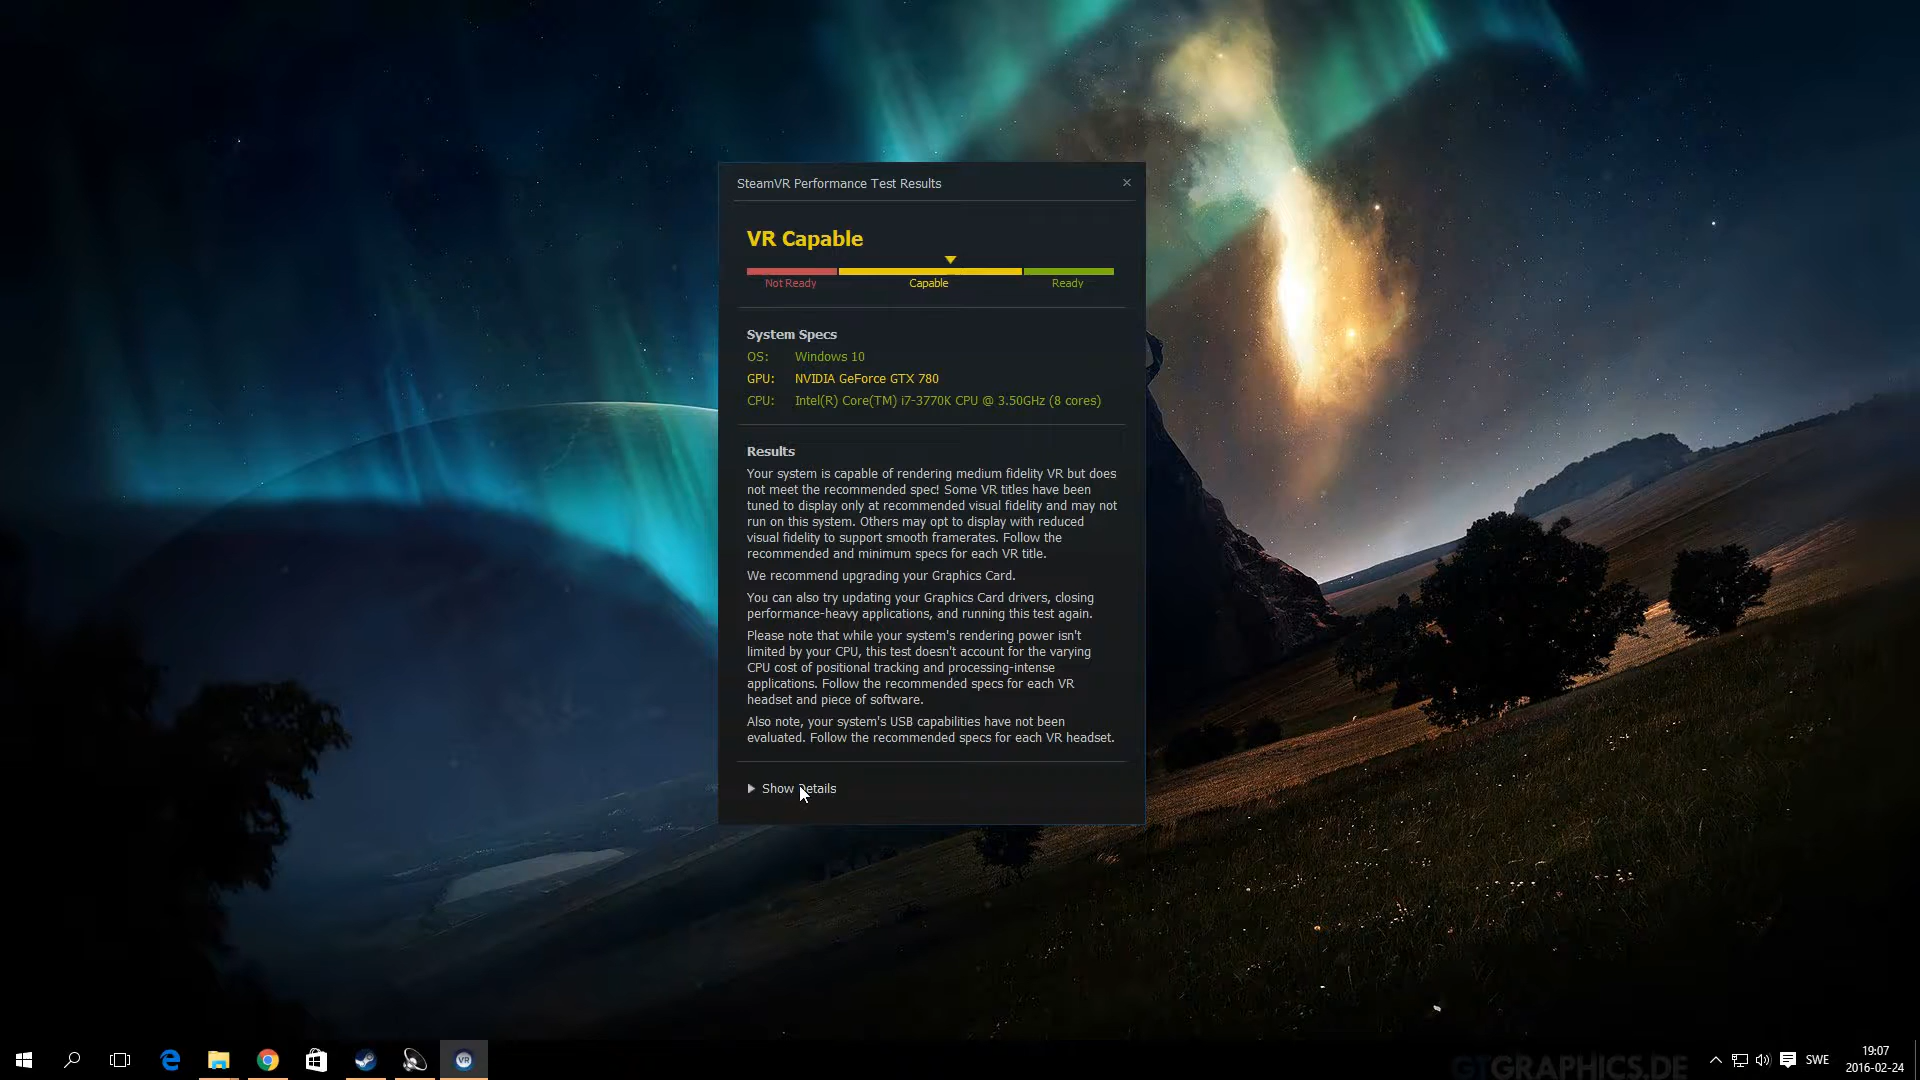 SteamVR Performance Test Results
VR Capable
Not Ready Capable Ready
System Specs
OS: Windows 10
GPU: NVIDIA GeForce GTX 780
CPU: Intel(R) Core(TM) i7-3770K CPU @ 3.50GHz (8 cores)
Results
Your system is capable of rendering medium fidelity VR but does
not meet the recommended spec! Some VR titles have been
tuned to display only at recommended visual fidelity and may not
run on this system. Others may opt to display with reduced
visual fidelity to support smooth framerates. Follow the
recommended and minimum specs for each VR title.
We recommend upgrading your Graphics Card.
You can also try updating your Graphics Card drivers, closing
performance-heavy applications, and running this test again.
Please note that while your system's rendering power isn't
limited by your CPU, this test doesn't account for the varying
CPU cost of positional tracking and processing-intense
applications. Follow the recommended specs for each VR
headset and piece of software.
Also note, your system's USB capabilities have not been
evaluated. Follow the recommended specs for each VR headset.
Show Details
GTGRAPHICS.DE
VR
SWE
19:07
2016-02-24